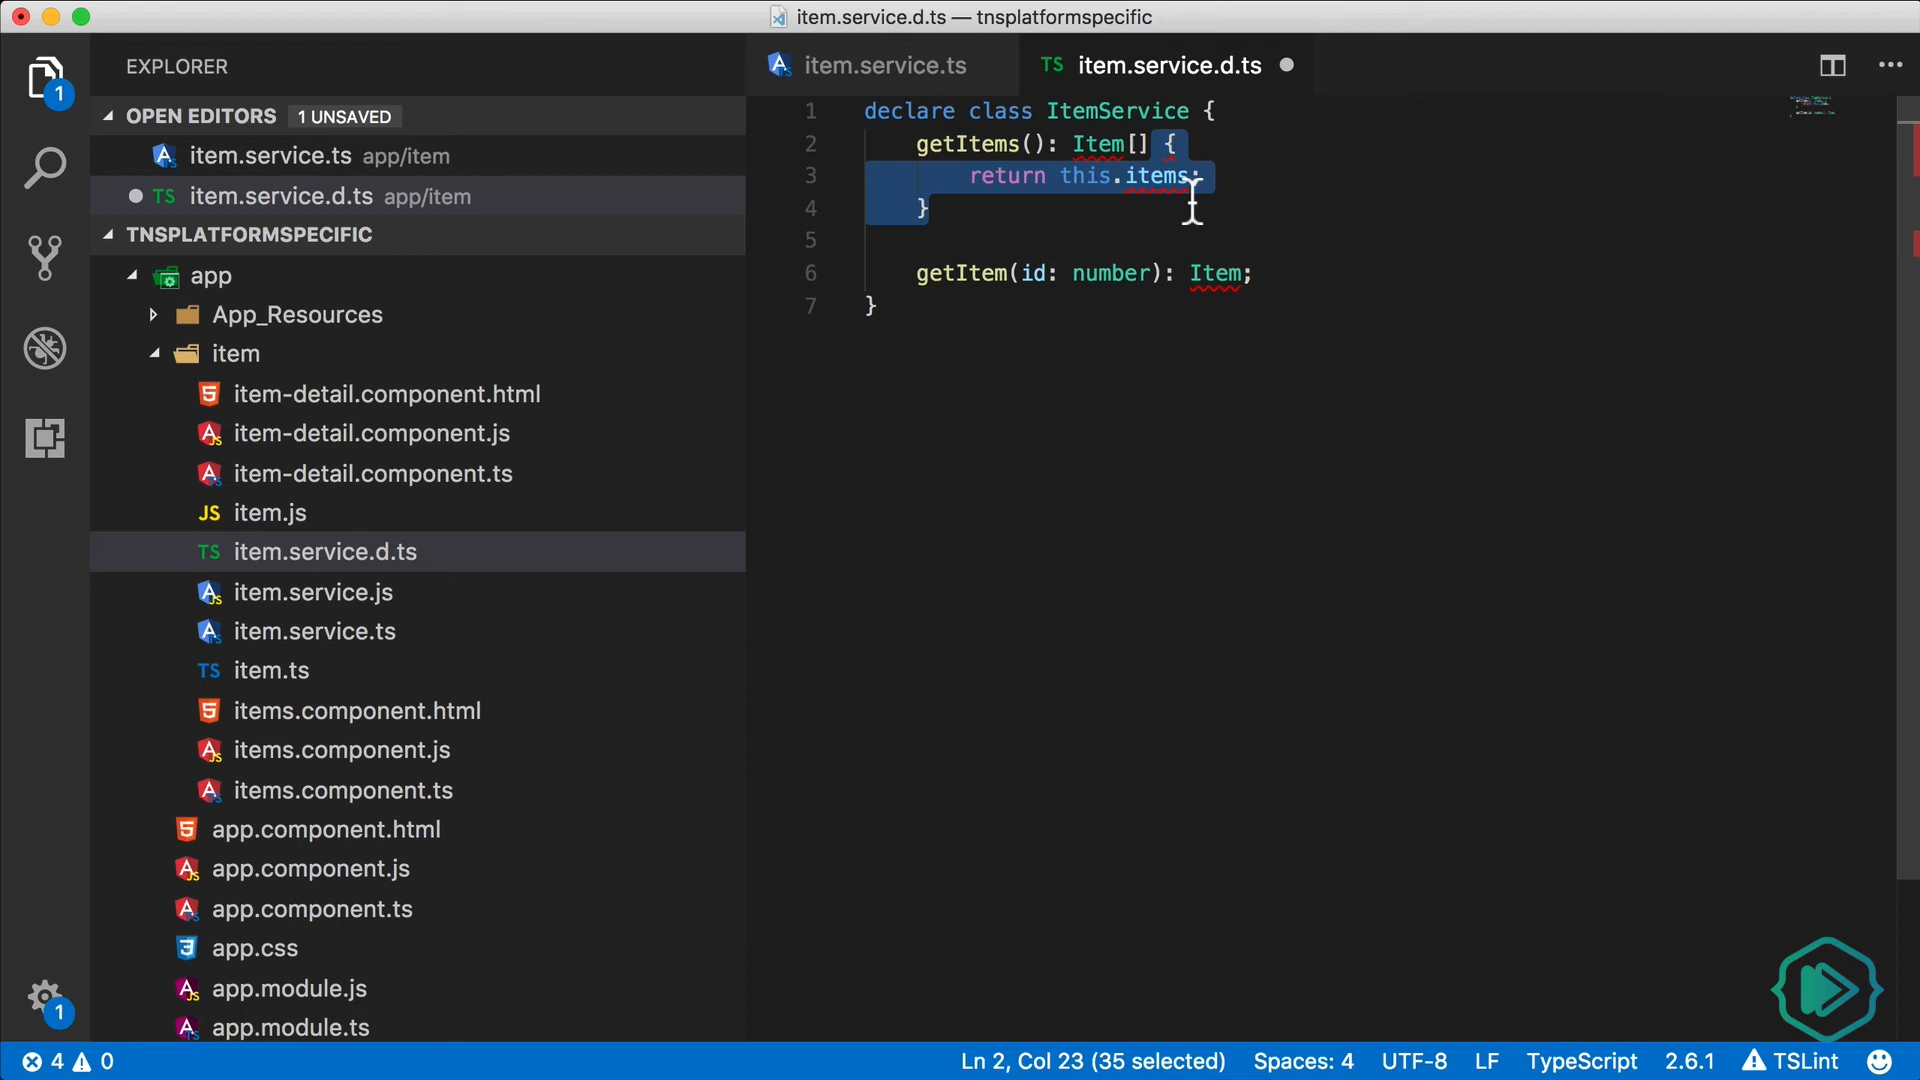 item.service.d.ts — tnsplatformspecific
EXPLORER
item.service.ts
TS item.service.d.ts
1
OPEN EDITORS 1 UNSAVED
item.service.ts app/item
TS item.service.d.ts app/item
TNSPLATFORMSPECIFIC
app
App_Resources
item
item-detail.component.html
item-detail.component.js
item-detail.component.ts
JS item.js
TS item.service.d.ts
item.service.js
item.service.ts
TS item.ts
items.component.html
items.component.js
items.component.ts
app.component.html
app.component.js
app.component.ts
app.css
app.module.js
app.module.ts
1
1 declare class ItemService {
2 getItems(): Item[] {
3 return this.items;
4 }
5
6 getItem(id: number): Item;
7 }
4 0 Ln 2, Col 23 (35 selected) Spaces: 4 UTF-8 LF TypeScript 2.6.1 TSLint